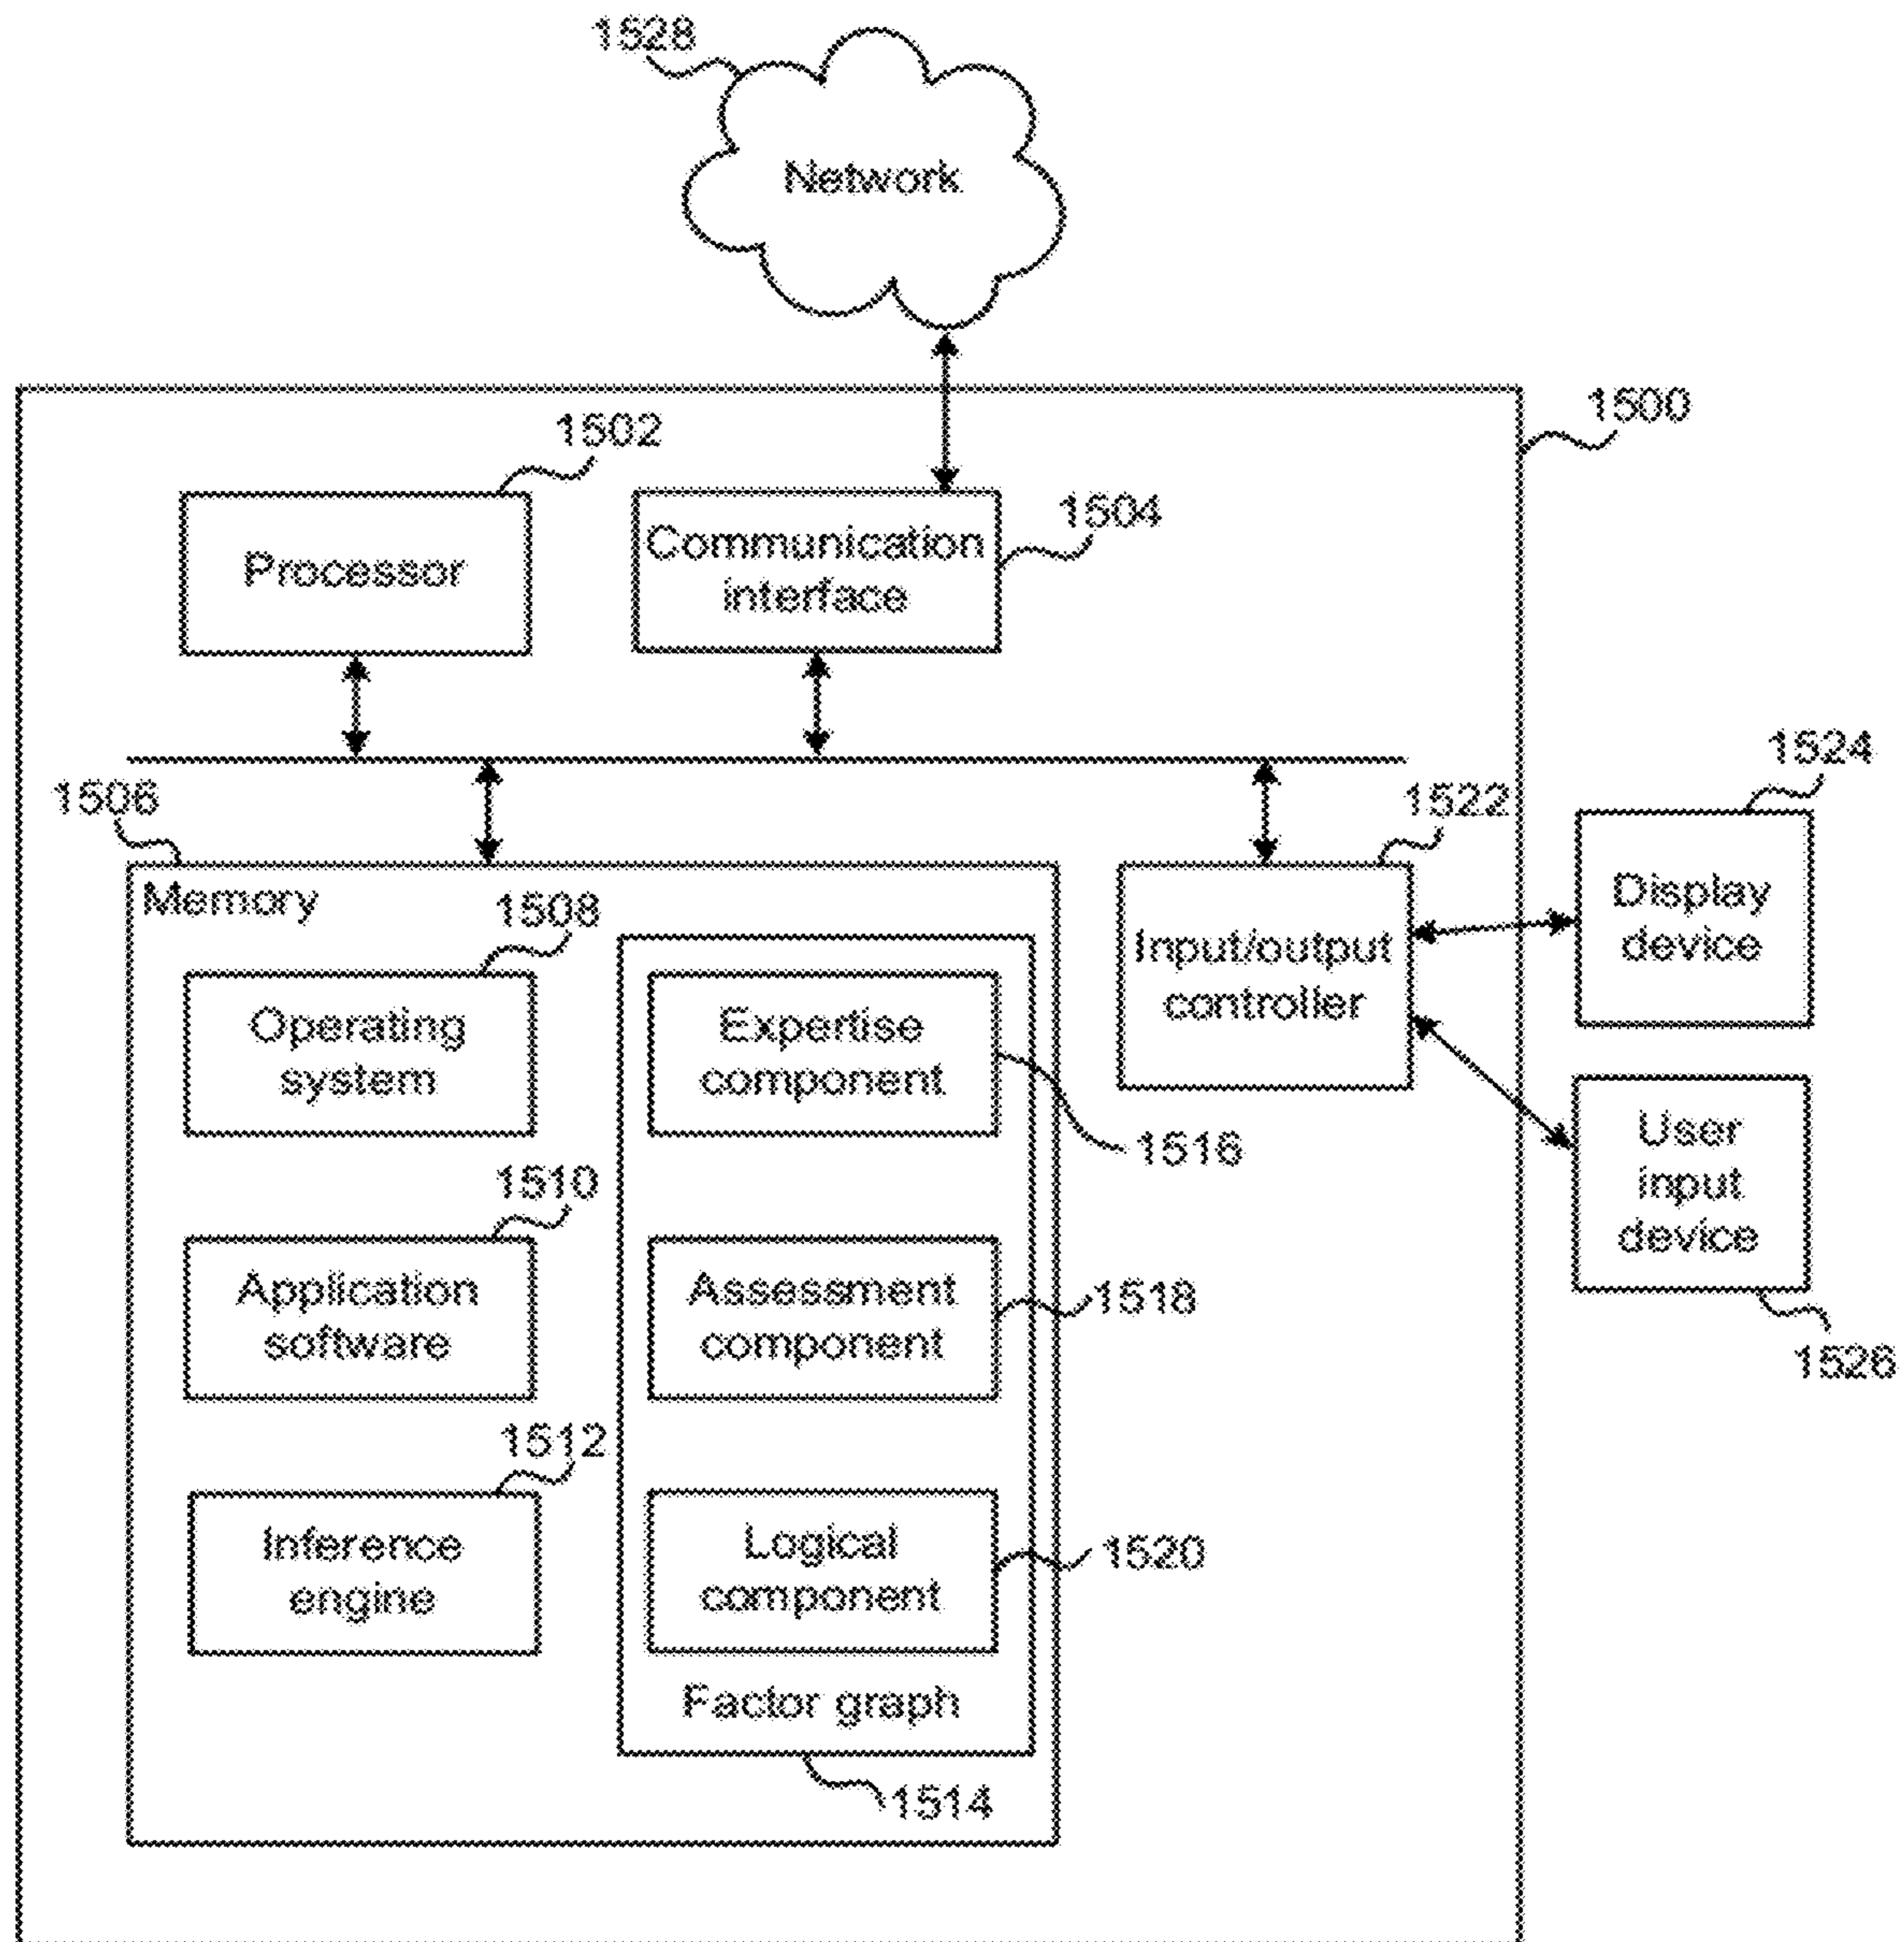 1528
Network
1500
1502
1504
Processor
Communication
interface
1524
1506
1522
Memory
1508
Display
device
Input/output
controller
Operating
system
Expertise
component
1516
User
input
device
1510
Application
software
Assessment
component
1518
1526
1512
Inference
engine
Logical
component
1520
Factor graph
1514